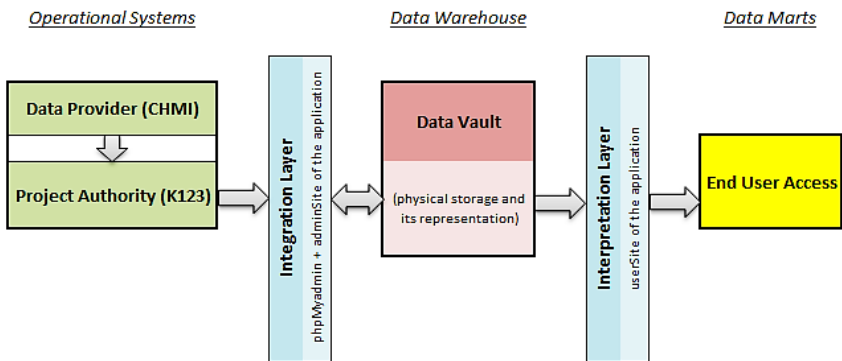 Operational Systems
Data Warehouse
Data Marts
Data Provider (CHMI)
Project Authority (K123)
Integration Layer
phpMyadmin + adminSite of the application
Data Vault
(physical storage and
its representation)
Interpretation Layer
userSite of the application
End User Access